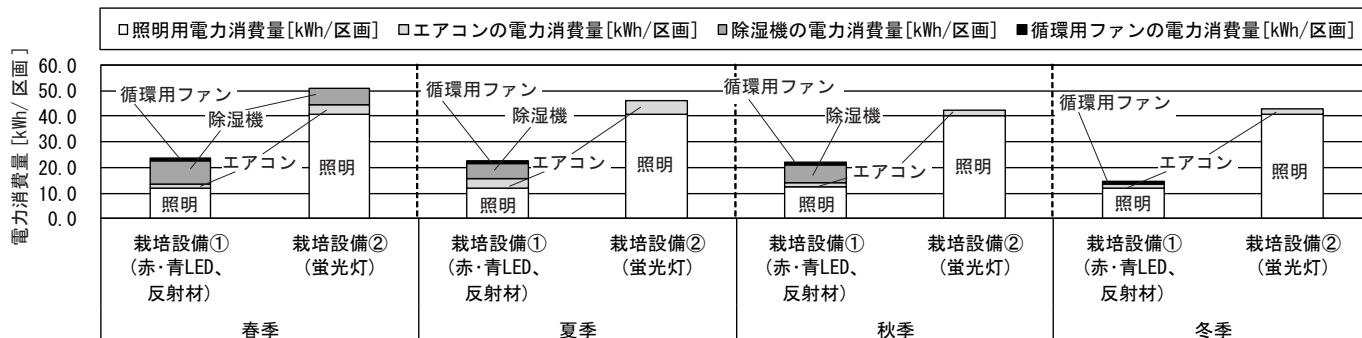 □照明用電力消費量[kWh/区画] □エアコンの電力消費量[kWh/区画] ■除湿機の電力消費量[kWh/区画] ■循環用ファンの電力消費量[kWh/区画]
電力消費量[kWh/区画]
60.0
50.0
40.0
30.0
20.0
10.0
0.0
循環用ファン
除湿機
エアコン
照明
照明
循環用ファン
除湿機
エアコン
照明
照明
循環用ファン
除湿機
エアコン
照明
照明
循環用ファン
エアコン
照明
照明
栽培設備①
(赤・青LED、
反射材)
栽培設備②
(蛍光灯)
栽培設備①
(赤・青LED、
反射材)
栽培設備②
(蛍光灯)
栽培設備①
(赤・青LED、
反射材)
栽培設備②
(蛍光灯)
栽培設備①
(赤・青LED、
反射材)
栽培設備②
(蛍光灯)
春季
夏季
秋季
冬季